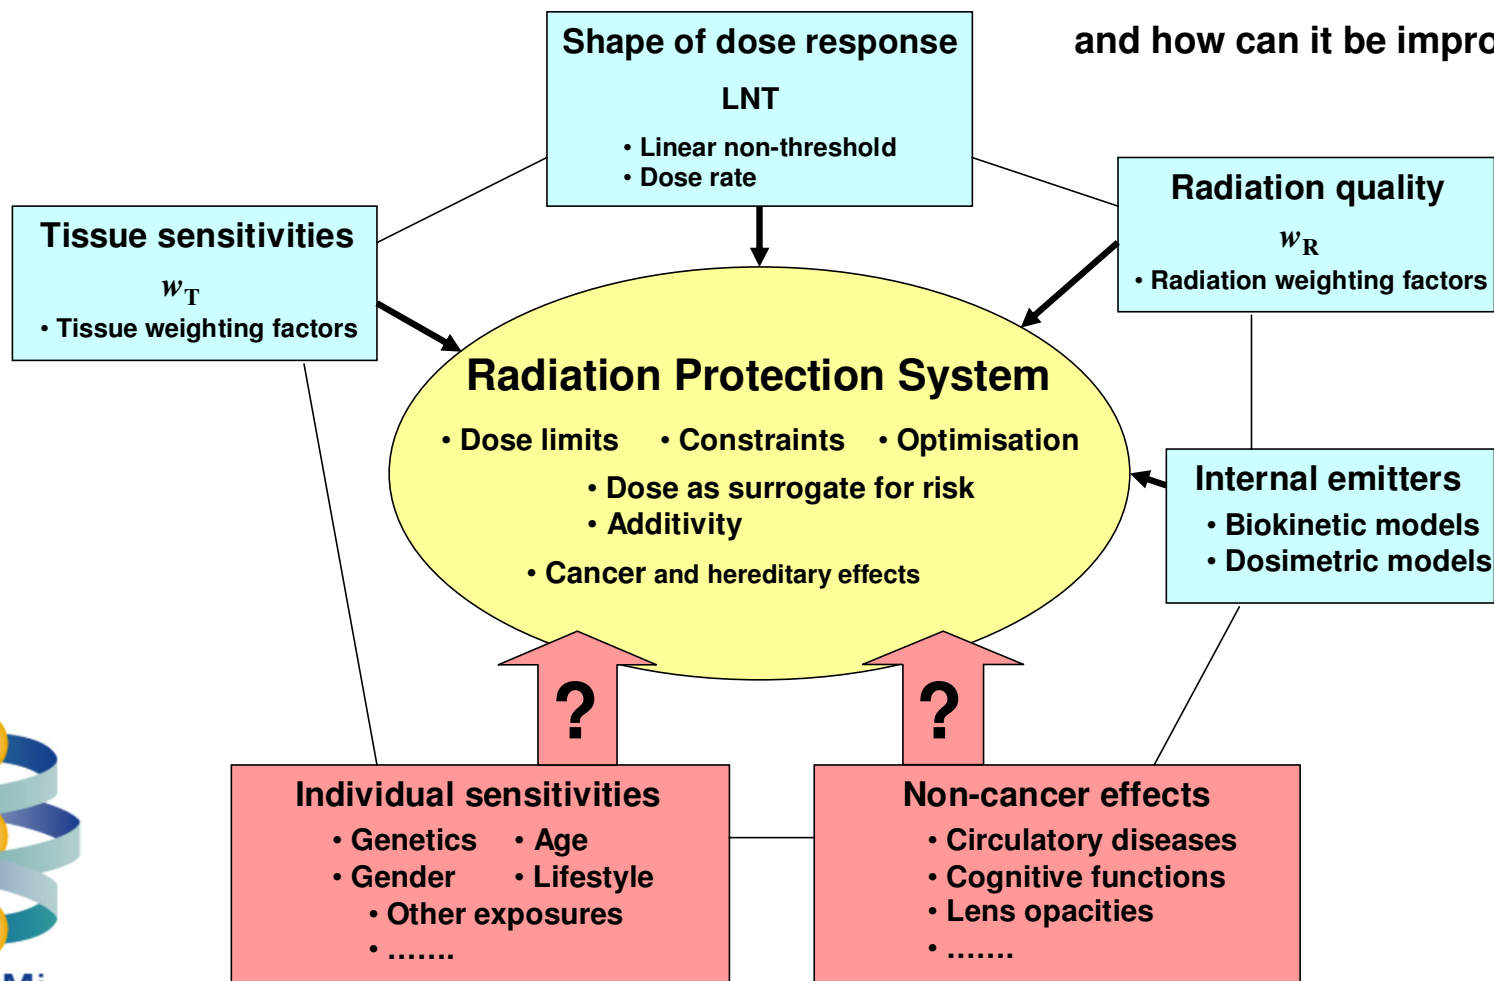 and how can it be impro
Shape of dose response
LNT
• Linear non-threshold
• Dose rate
Tissue sensitivities
wT
• Tissue weighting factors
Radiation quality
wR
• Radiation weighting factors
Radiation Protection System
• Dose limits • Constraints • Optimisation
• Dose as surrogate for risk
• Additivity
• Cancer and hereditary effects
Internal emitters
• Biokinetic models
• Dosimetric models
?
?
Individual sensitivities
• Genetics • Age
• Gender • Lifestyle
• Other exposures
• .......
Non-cancer effects
• Circulatory diseases
• Cognitive functions
• Lens opacities
• .......